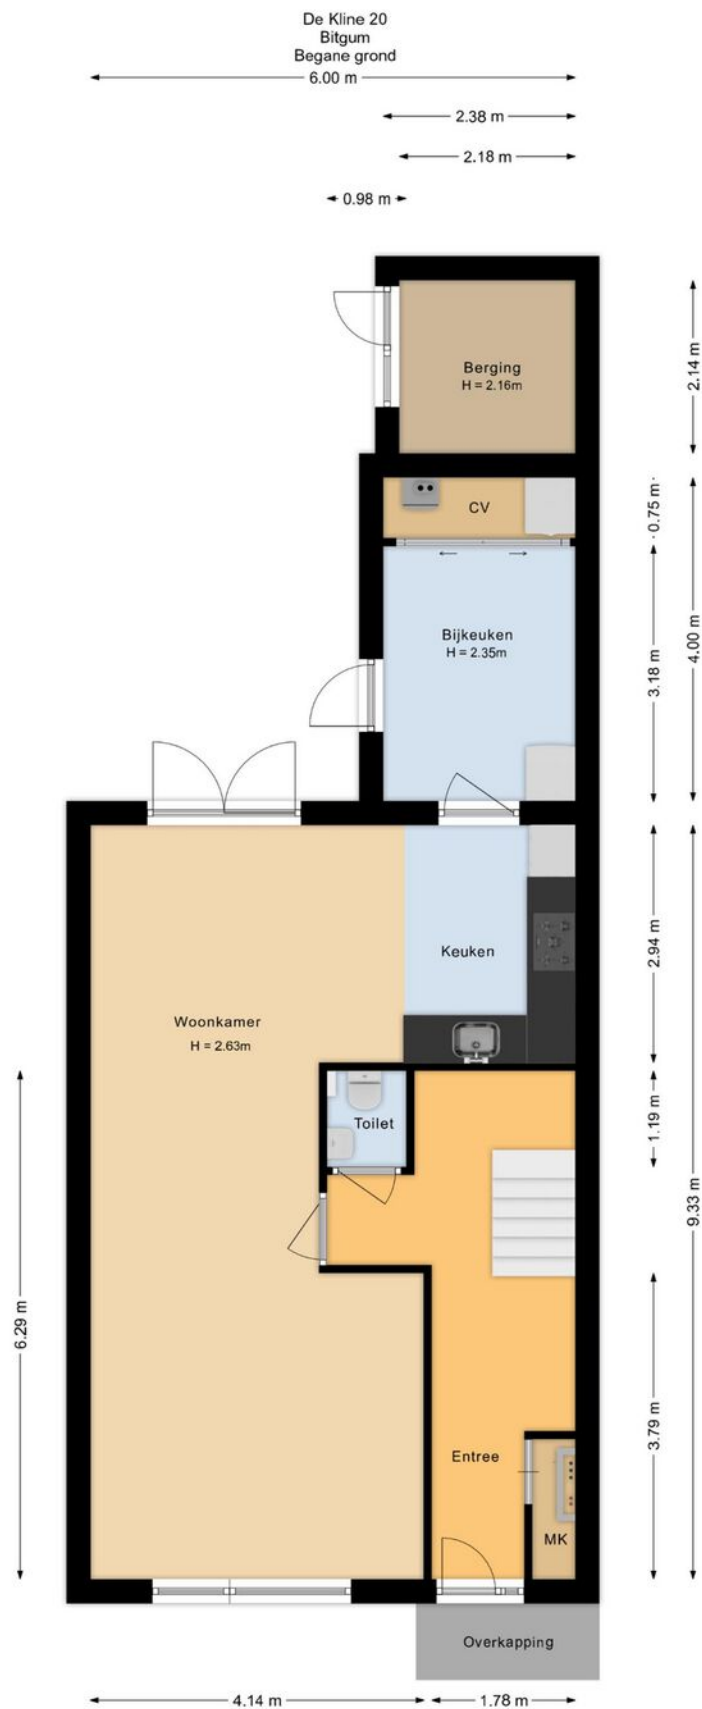 De Kline 20
Bitgum
Begane grond
6.00 m
2.38 m
2.18 m
0.98 m
2.14 m
Berging
H = 2.16m
0.75 m
CV
4.00 m
Bijkeuken
H = 2.35m
3.18 m
2.94 m
Keuken
Woonkamer
H = 2.63m
Toilet
1.19 m
9.33 m
6.29 m
3.79 m
Entree
MK
Overkapping
4.14 m
1.78 m